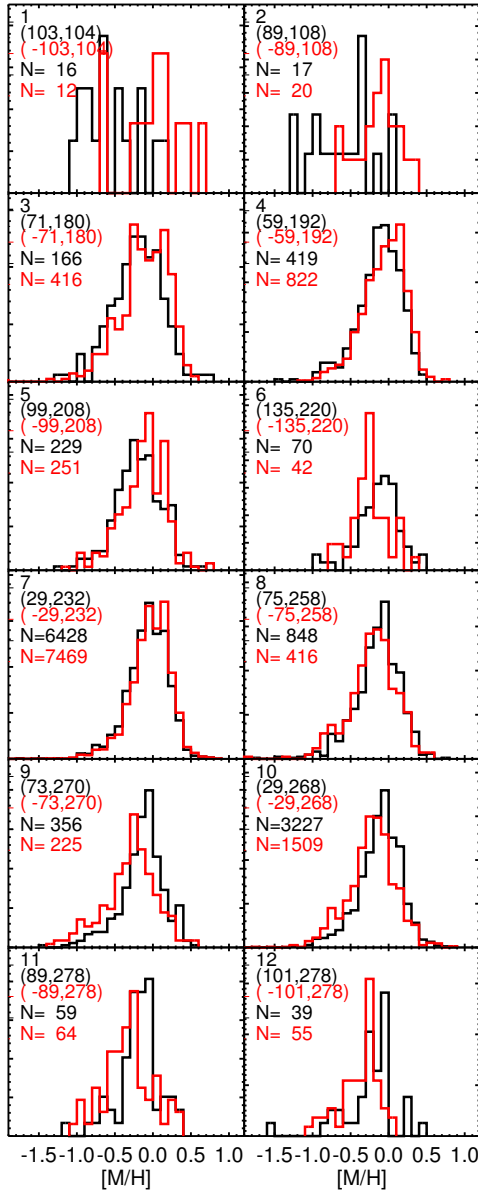 1
(103,104)
( -103,104)
N= 16
N= 12
2
(89,108)
( -89,108)
N= 17
N= 20
3
(71,180)
( -71,180)
N= 166
N= 416
4
(59,192)
( -59,192)
N= 419
N= 822
5
(99,208)
( -99,208)
N= 229
N= 251
6
(135,220)
( -135,220)
N= 70
N= 42
7
(29,232)
( -29,232)
N=6428
N=7469
8
(75,258)
( -75,258)
N= 848
N= 416
9
(73,270)
( -73,270)
N= 356
N= 225
10
(29,268)
( -29,268)
N=3227
N=1509
11
(89,278)
( -89,278)
N= 59
N= 64
12
(101,278)
( -101,278)
N= 39
N= 55
-1.5 -1.0 -0.5 0.0 0.5 1.0
-1.5 -1.0 -0.5 0.0 0.5 1.0
[M/H]
[M/H]